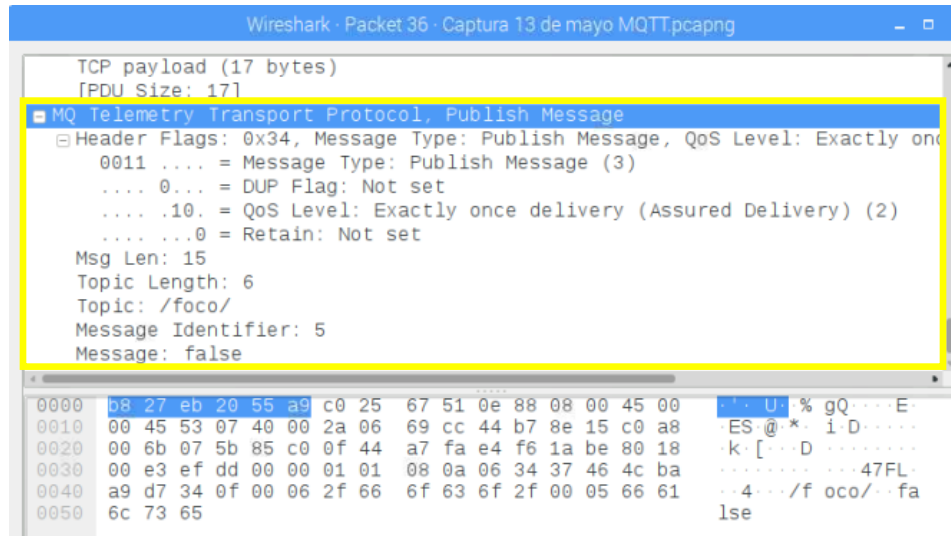 Wireshark · Packet 36 · Captura 13 de mayo MQTT.pcapng
TCP payload (17 bytes)
[PDU Size: 17]
MQ Telemetry Transport Protocol, Publish Message
Header Flags: 0x34, Message Type: Publish Message, QoS Level: Exactly onc
0011 .... = Message Type: Publish Message (3)
.... 0... = DUP Flag: Not set
.... .10. = QoS Level: Exactly once delivery (Assured Delivery) (2)
.... ...0 = Retain: Not set
Msg Len: 15
Topic Length: 6
Topic: /foco/
Message Identifier: 5
Message: false
0000 b8 27 eb 20 55 a9 c0 25 67 51 0e 88 08 00 45 00 ·'· U··% gQ····E·
0010 00 45 53 07 40 00 2a 06 69 cc 44 b7 8e 15 c0 a8 ·ES·@·*· i·D·····
0020 00 6b 07 5b 85 c0 0f 44 a7 fa e4 f6 1a be 80 18 ·k·[···D ········
0030 00 e3 ef dd 00 00 01 01 08 0a 06 34 37 46 4c ba ········ ···47FL·
0040 a9 d7 34 0f 00 06 2f 66 6f 63 6f 2f 00 05 66 61 ··4···/f oco/··fa
0050 6c 73 65 lse